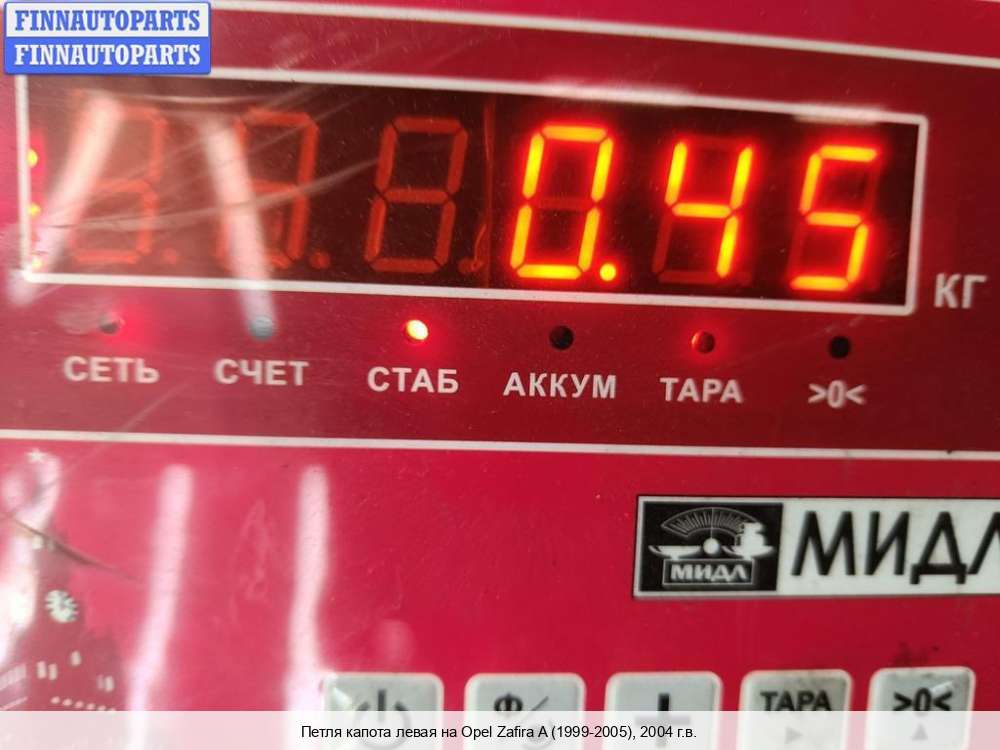 FINNAUTOPARTS
FINNAUTOPARTS
0.45
КГ
СЕТЬ СЧЕТ СТАБ АККУМ ТАРА >0<
МИДЛ МИДЛ
ТАРА >0<
Петля капота левая на Opel Zafira A (1999-2005), 2004 г.в.